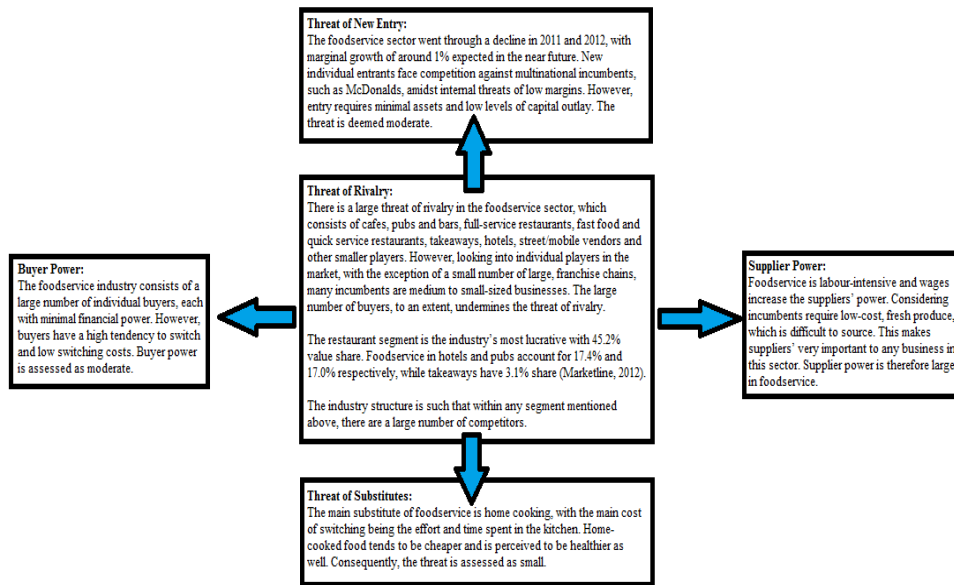 Threat of New Entry:
The foodservice sector went through a decline in 2011 and 2012, with
marginal growth of around 1% expected in the near future. New
individual entrants face competition against multinational incumbents,
such as McDonalds, amidst internal threats of low margins. However,
entry requires minimal assets and low levels of capital outlay. The
threat is deemed moderate.
Threat of Rivalry:
There is a large threat of rivalry in the foodservice sector, which
consists of cafes, pubs and bars, full-service restaurants, fast food and
quick service restaurants, takeaways, hotels, street/mobile vendors and
other smaller players. However, looking into individual players in the
market, with the exception of a small number of large, franchise chains,
many incumbents are medium to small-sized businesses. The large
number of buyers, to an extent, undermines the threat of rivalry.
The restaurant segment is the industry's most lucrative with 45.2%
value share. Foodservice in hotels and pubs account for 17.4% and
17.0% respectively, while takeaways have 3.1% share (Marketline, 2012).
The industry structure is such that within any segment mentioned
above, there are a large number of competitors.
Buyer Power:
The foodservice industry consists of a
large number of individual buyers, each
with minimal financial power. However,
buyers have a high tendency to switch
and low switching costs. Buyer power
is assessed as moderate.
Supplier Power:
Foodservice is labour-intensive and wages
increase the suppliers' power. Considering
incumbents require low-cost, fresh produce,
which is difficult to source. This makes
suppliers' very important to any business in
this sector. Supplier power is therefore large
in foodservice.
Threat of Substitutes:
The main substitute of foodservice is home cooking, with the main cost
of switching being the effort and time spent in the kitchen. Home-
cooked food tends to be cheaper and is perceived to be healthier as
well. Consequently, the threat is assessed as small.